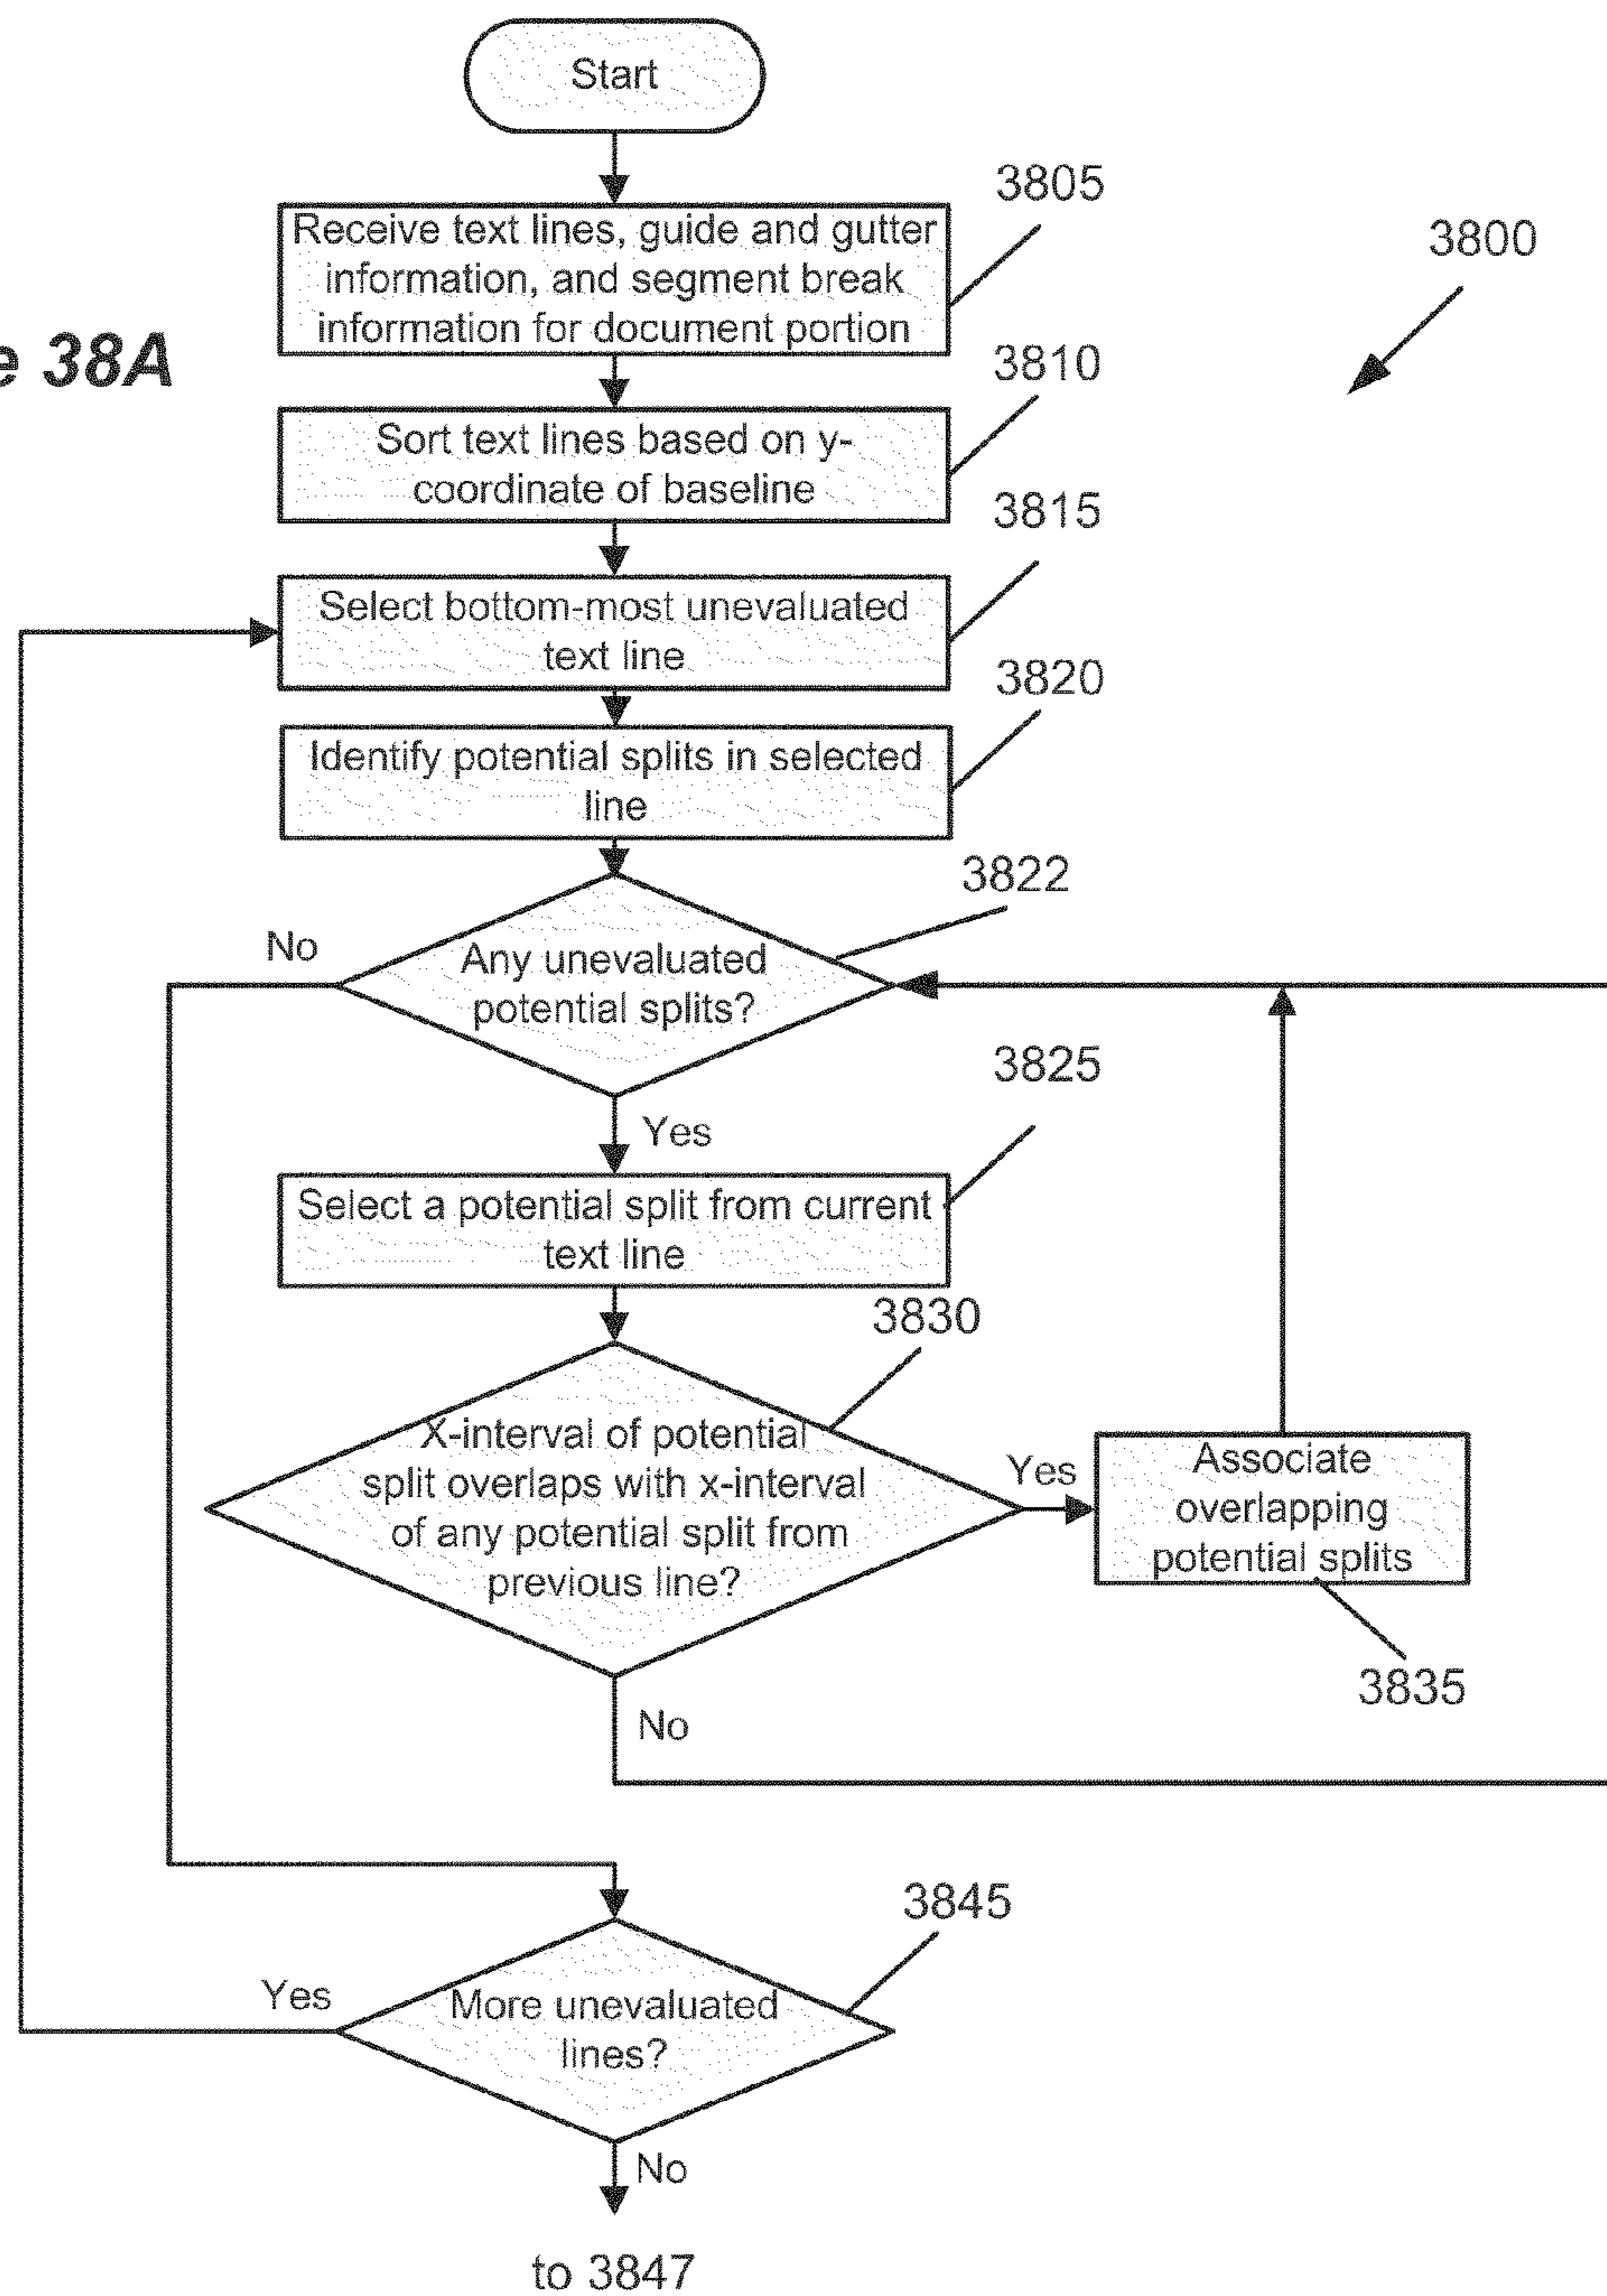 Start
3805
Receive text lines, guide and gutter
information, and segment break
information for document portion
3800
e 38A
3810
Sort text lines based on y-
coordinate of baseline
3815
Select bottom-most unevaluated
text line
3820
Identify potential splits in selected
line
3822
No
Any unevaluated
potential splits?
3825
Yes
Select a potential split from current
text line
3830
X-interval of potential
split overlaps with x-interval
of any potential split from
previous line?
Yes
Associate
overlapping
potential splits
3835
No
3845
Yes
More unevaluated
lines?
No
to 3847